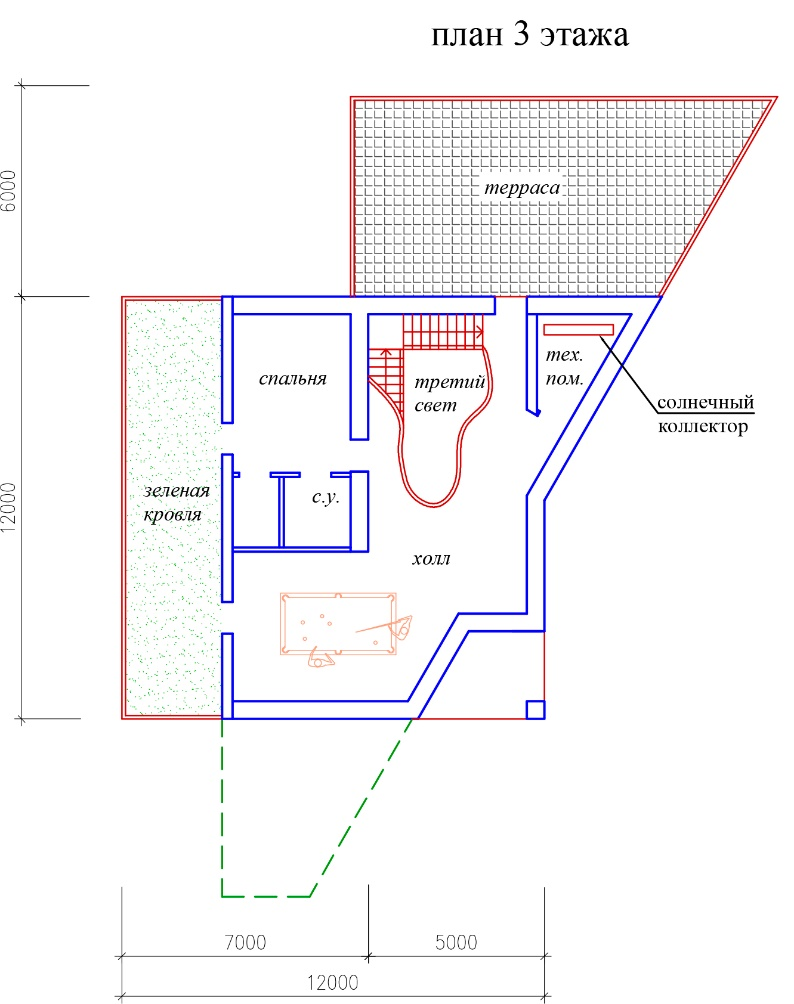 план 3 этажа
6000
терраса
спальня
третий
свет
тех.
пом.
солнечный
коллектор
12000
зеленая
кровля
с.у.
холл
7000
5000
12000